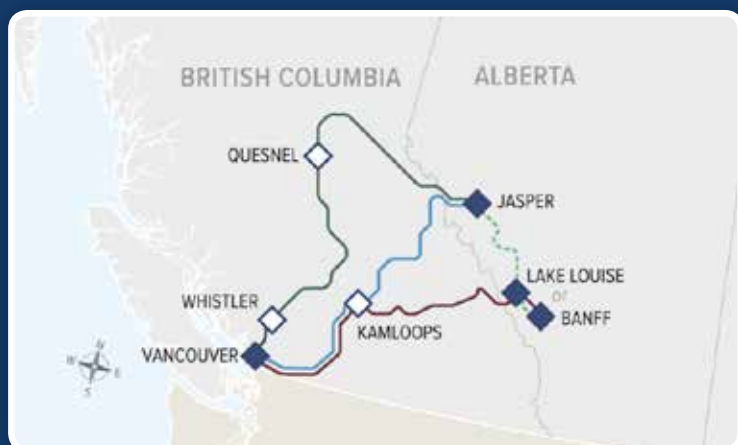 BRITISH COLUMBIA
ALBERTA
QUESNEL
JASPER
LAKE LOUISE
or
BANFF
WHISTLER
KAMLOOPS
VANCOUVER
N
W
E
S